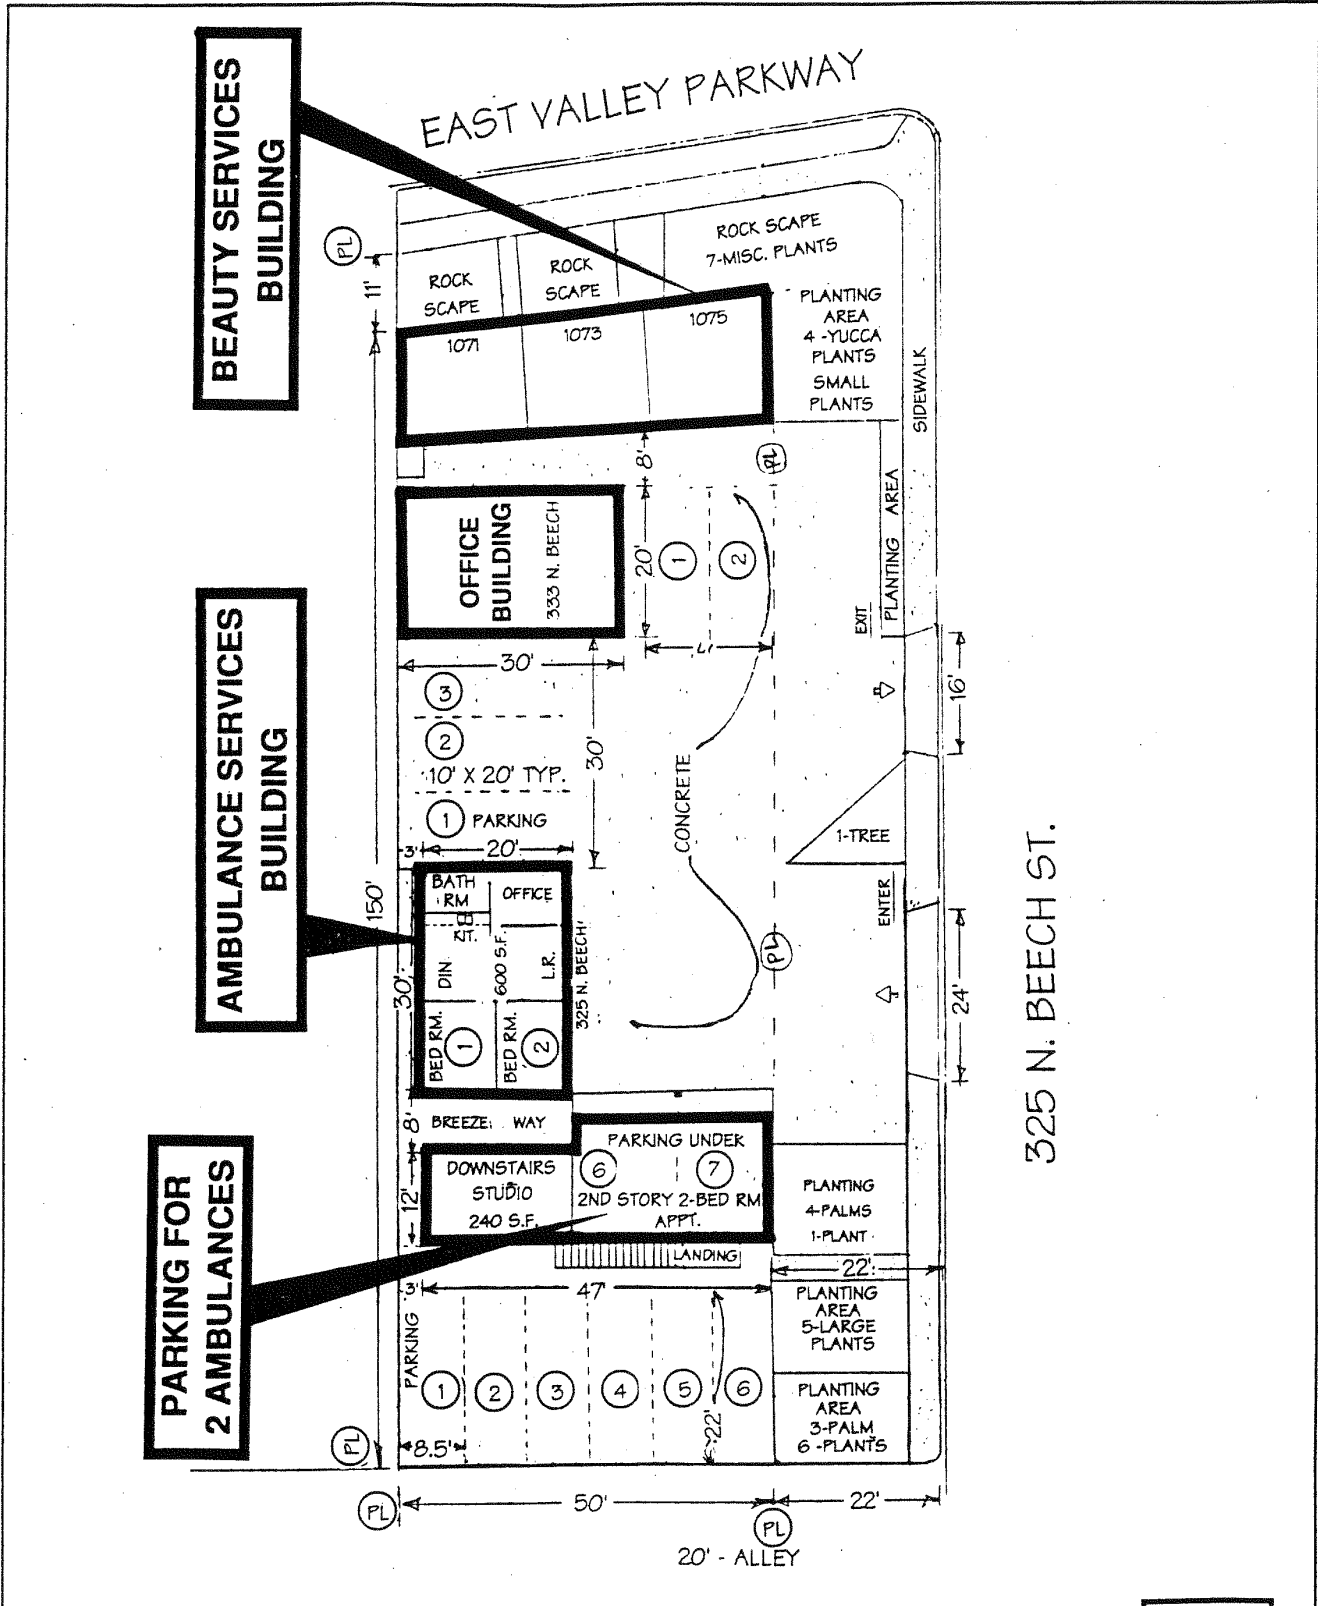 EAST VALLEY PARKWAY
BEAUTY SERVICES
BUILDING
PL
11'
ROCK
SCAPE
ROCK
SCAPE
ROCK SCAPE
7-MISC. PLANTS
1071
1073
1075
PLANTING
AREA
4 -YUCCA
PLANTS
SMALL
PLANTS
SIDEWALK
8'
PL
OFFICE
BUILDING
333 N. BEECH
20'
1
2
PLANTING AREA
EXIT
30'
16'
3
2
10' X 20' TYP.
1
PARKING
30'
CONCRETE
1-TREE
AMBULANCE SERVICES
BUILDING
150'
3'
20'
BATH
RM
OFFICE
KIT.
DIN
600 S.F.
L.R.
30'
BED RM.
1
BED RM.
2
325 N. BEECH
PL
ENTER
24'
325 N. BEECH ST.
8'
BREEZE WAY
PARKING FOR
2 AMBULANCES
12'
DOWNSTAIRS
STUDIO
240 S.F.
PARKING UNDER
6
7
2ND STORY 2-BED RM
APPT.
LANDING
PLANTING
4-PALMS
1-PLANT
22'
3'
47'
PARKING
1
2
3
4
5
6
22'
8.5'
PLANTING
AREA
5-LARGE
PLANTS
PLANTING
AREA
3-PALM
6 -PLANTS
PL
PL
50'
22'
PL
20' - ALLEY